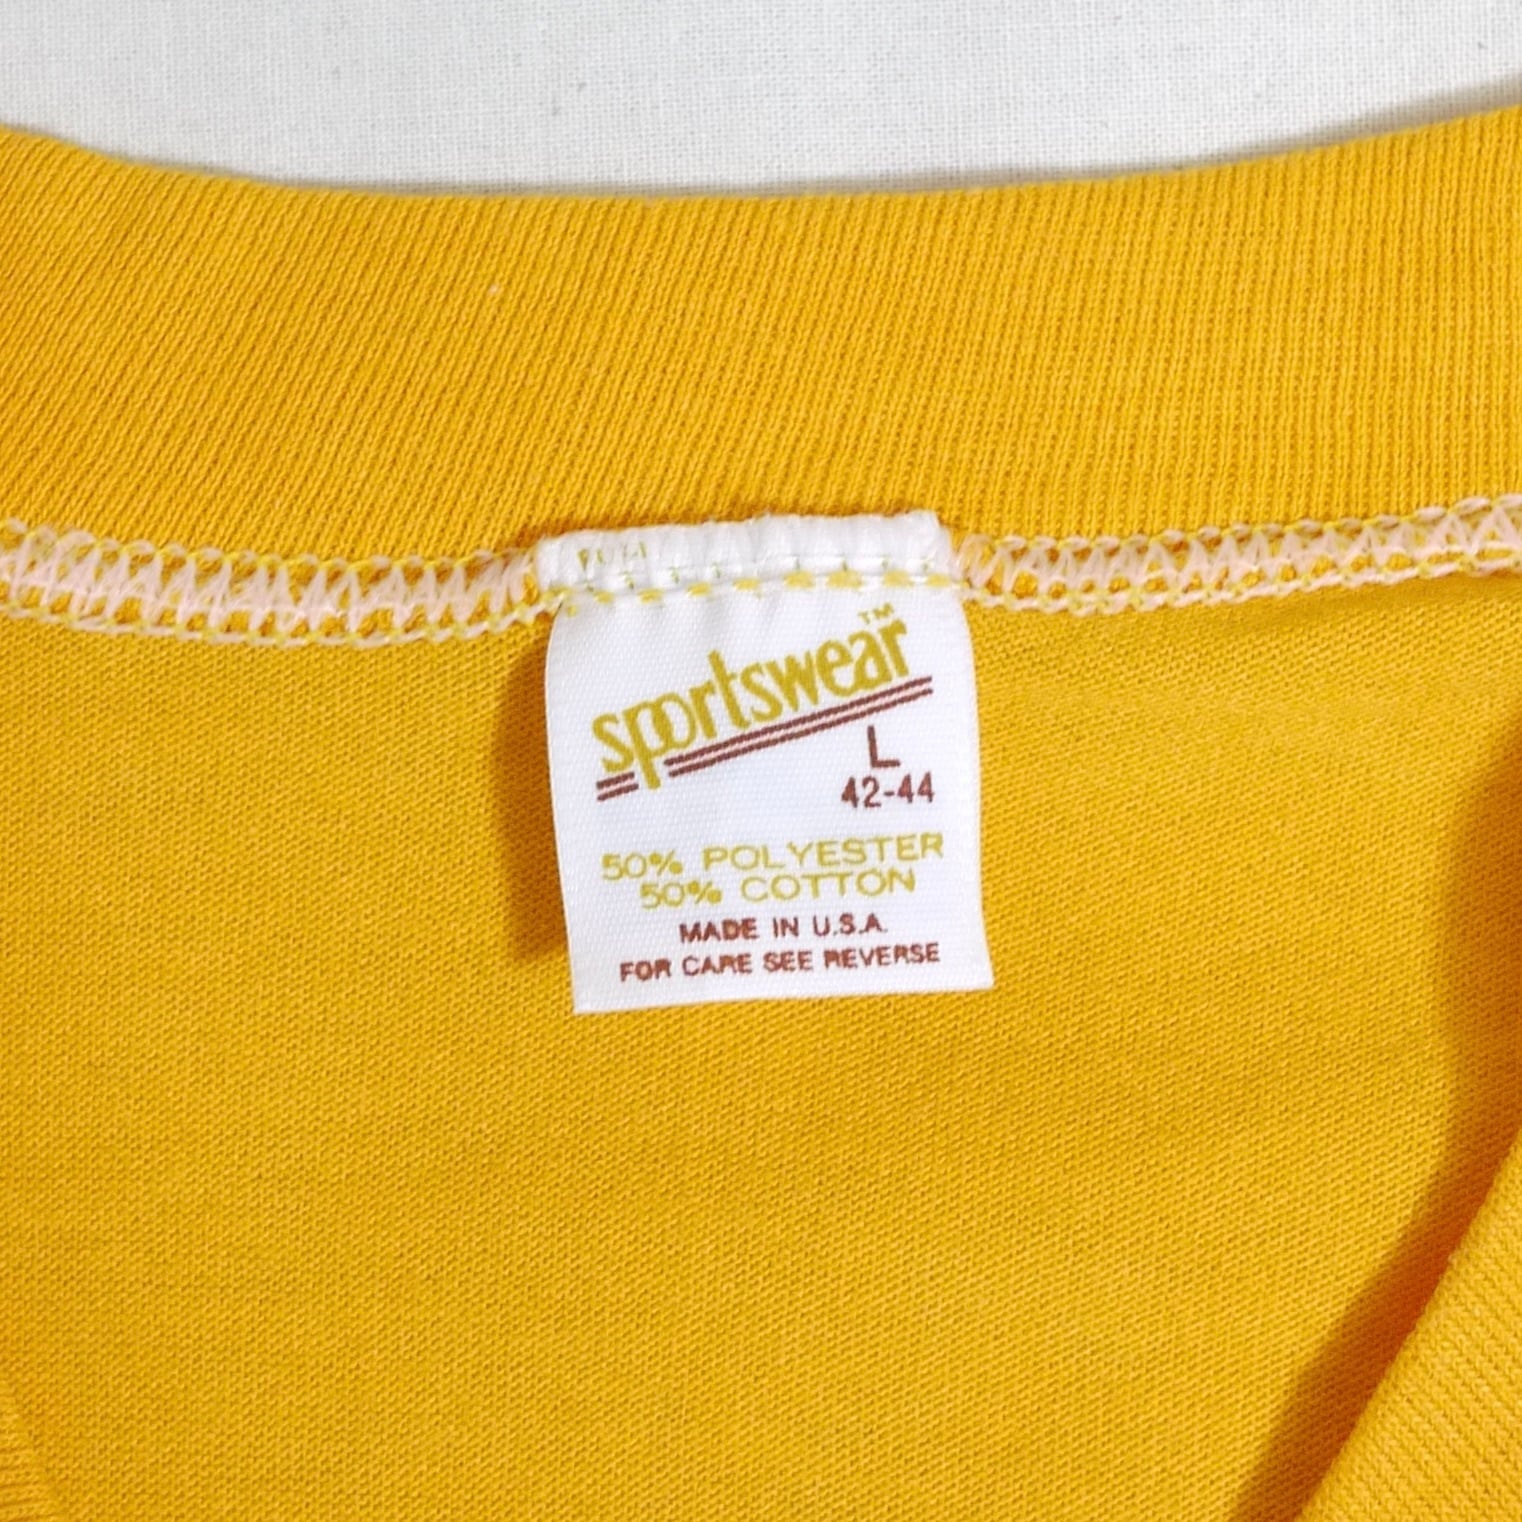 sportswear™
L
42-44
50% POLYESTER
50% COTTON
MADE IN U.S.A.
FOR CARE SEE REVERSE